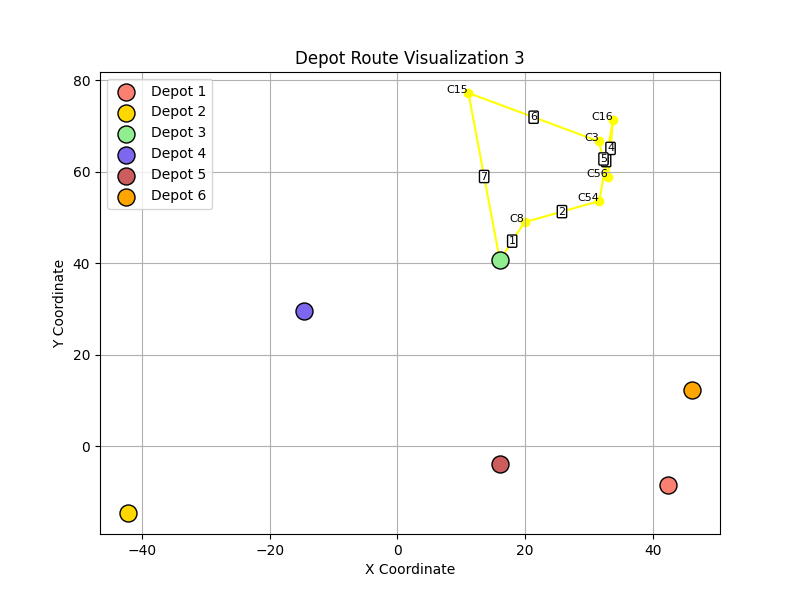 Depot Route Visualization 3
Depot 1
Depot 2
Depot 3
Depot 4
Depot 5
Depot 6
C15
C16
C3
C56
C54
C8
6
4
5
7
2
1
80
60
40
20
0
Y Coordinate
−40
−20
0
20
40
X Coordinate